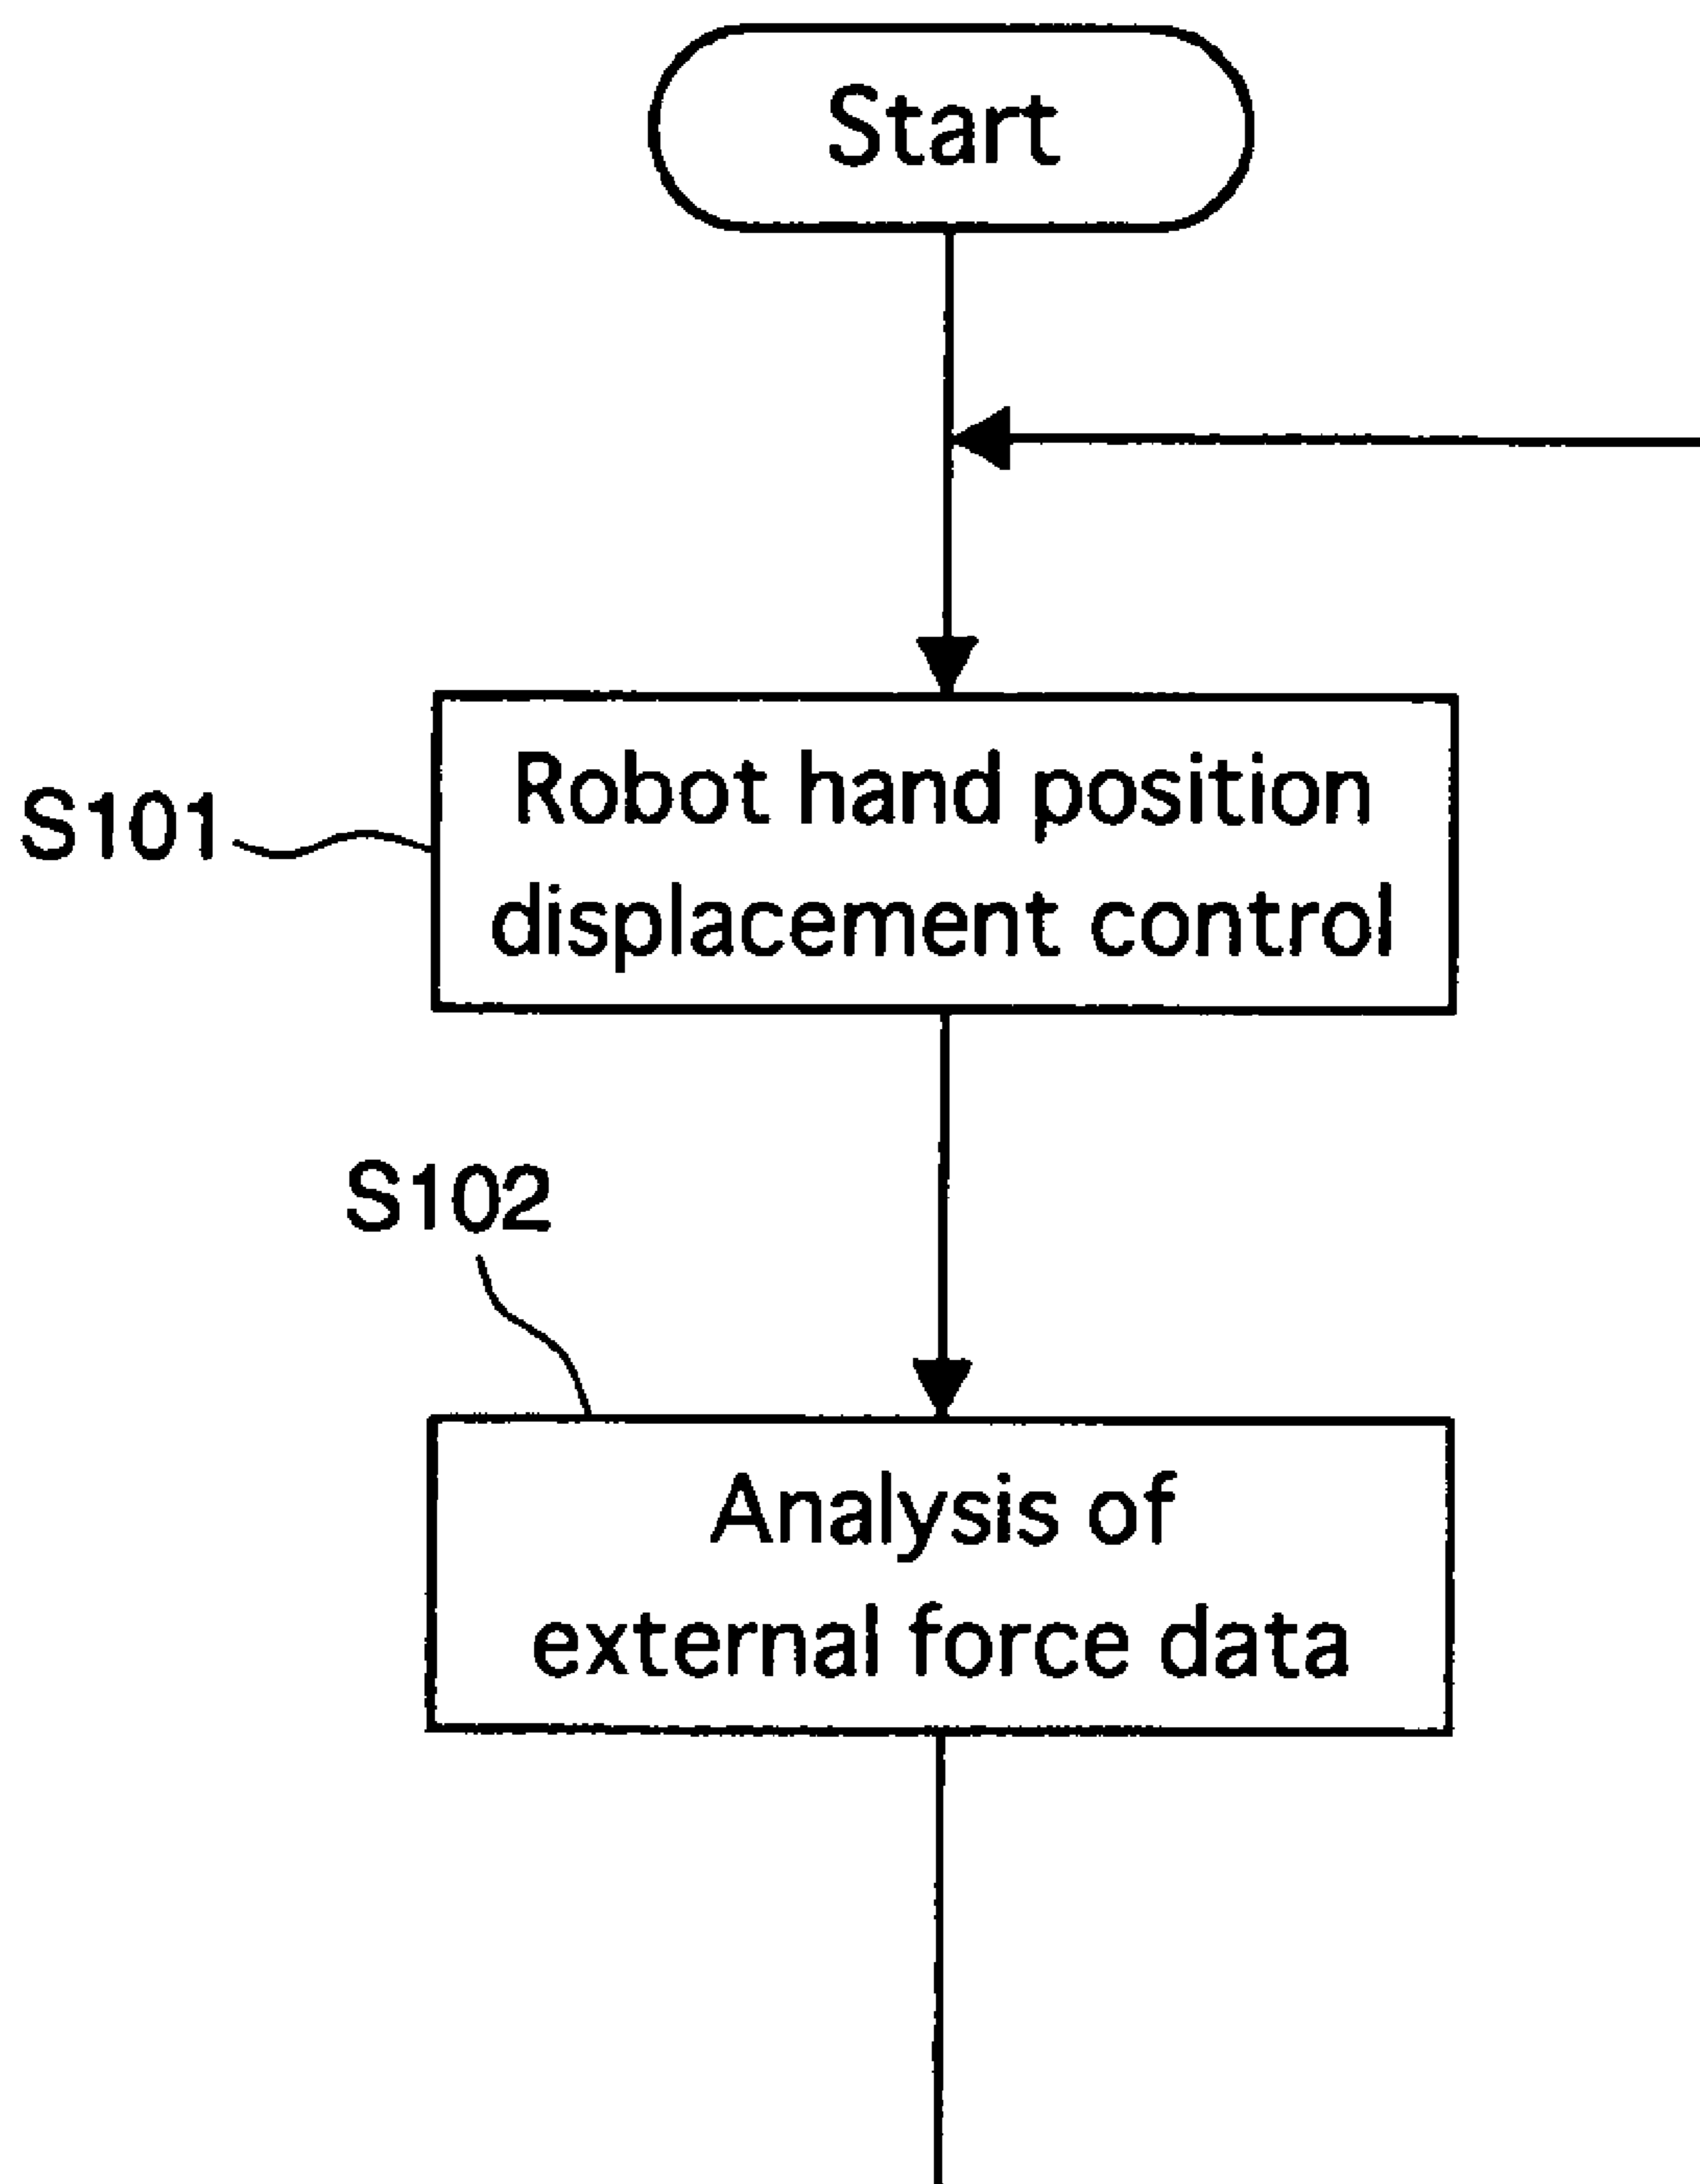 Start
S101
Robot hand position
displacement control
S102
Analysis of
external force data